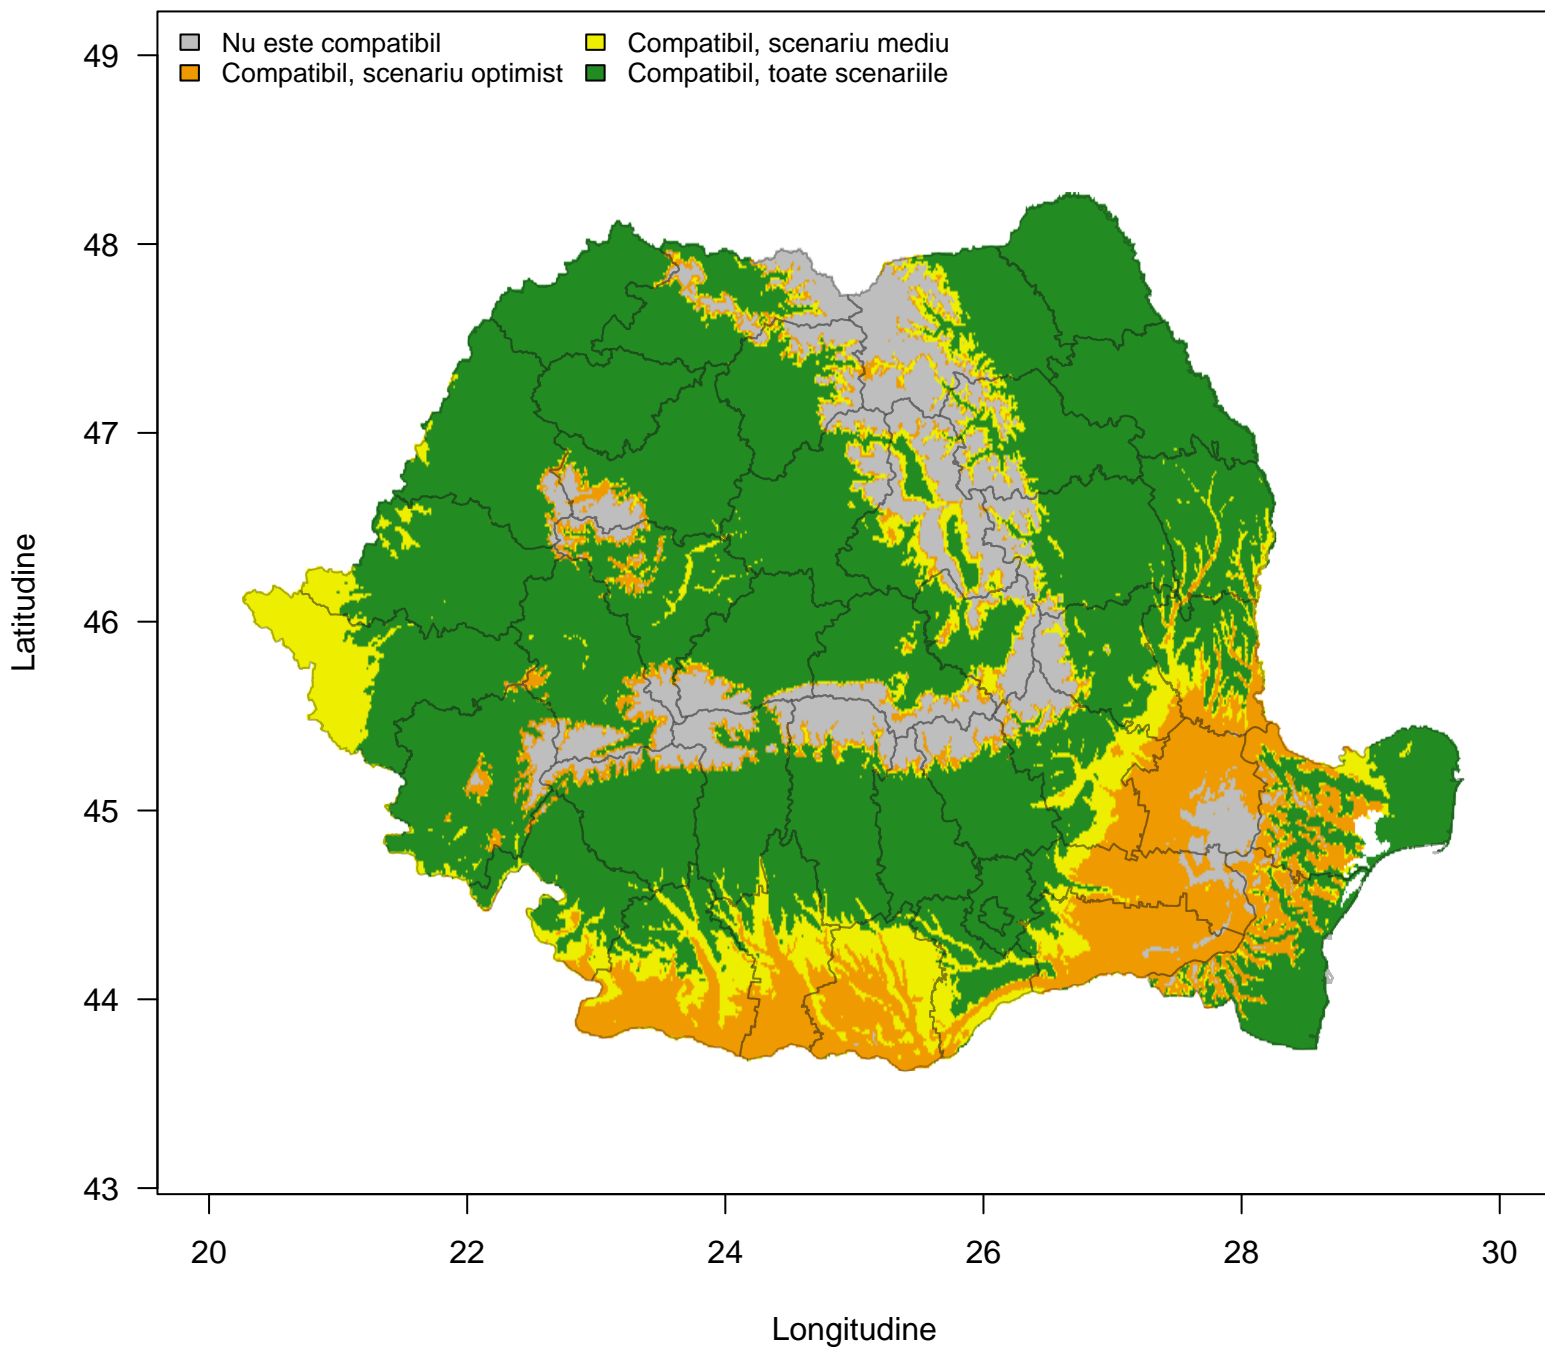 Nu este compatibil
Compatibil, scenariu optimist
Compatibil, scenariu mediu
Compatibil, toate scenariile
49
48
47
46
45
44
43
Latitudine
20 22 24 26 28 30
Longitudine